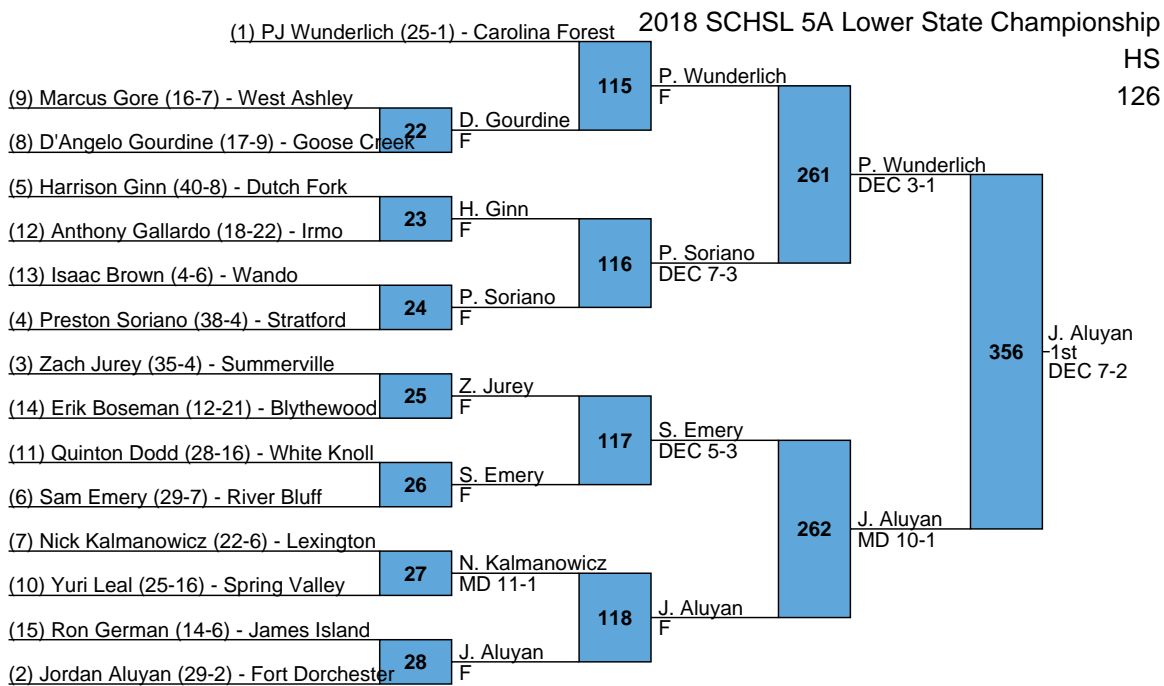 2018 SCHSL 5A Lower State Championship
HS
126
(1) PJ Wunderlich (25-1) - Carolina Forest
(9) Marcus Gore (16-7) - West Ashley
(8) D'Angelo Gourdine (17-9) - Goose Creek
(5) Harrison Ginn (40-8) - Dutch Fork
(12) Anthony Gallardo (18-22) - Irmo
(13) Isaac Brown (4-6) - Wando
(4) Preston Soriano (38-4) - Stratford
(3) Zach Jurey (35-4) - Summerville
(14) Erik Boseman (12-21) - Blythewood
(11) Quinton Dodd (28-16) - White Knoll
(6) Sam Emery (29-7) - River Bluff
(7) Nick Kalmanowicz (22-6) - Lexington
(10) Yuri Leal (25-16) - Spring Valley
(15) Ron German (14-6) - James Island
(2) Jordan Aluyan (29-2) - Fort Dorchester
22
23
24
25
26
27
28
D. Gourdine
F
H. Ginn
F
P. Soriano
F
Z. Jurey
F
S. Emery
F
N. Kalmanowicz
MD 11-1
J. Aluyan
F
115
116
117
118
P. Wunderlich
F
P. Soriano
DEC 7-3
S. Emery
DEC 5-3
J. Aluyan
F
261
262
P. Wunderlich
DEC 3-1
J. Aluyan
MD 10-1
356
J. Aluyan
1st
DEC 7-2